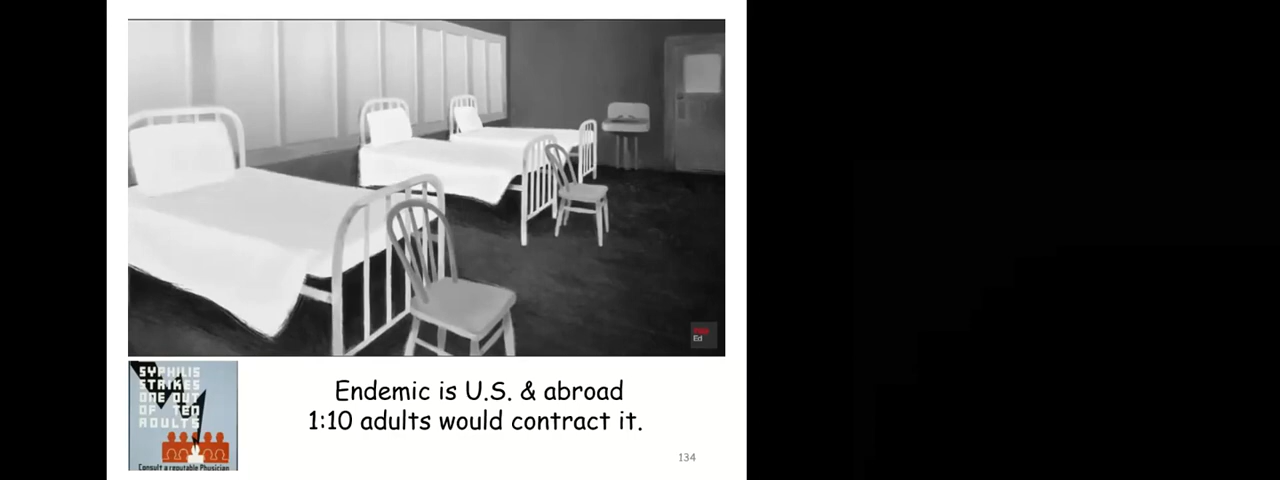 Ed
SYPHILIS
STRIKES
ONE OUT
OF TEN
ADULTS
Consult a reputable Physician
Endemic is U.S. & abroad
1:10 adults would contract it.
134